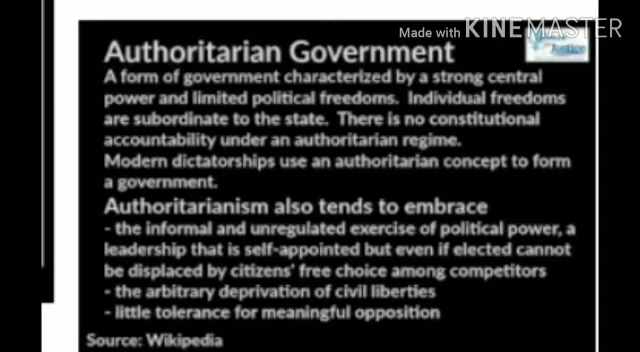 Made with KINEMASTER
Authoritarian Government
Justice
A form of government characterized by a strong central
power and limited political freedoms. Individual freedoms
are subordinate to the state. There is no constitutional
accountability under an authoritarian regime.
Modern dictatorships use an authoritarian concept to form
a government.
Authoritarianism also tends to embrace
- the informal and unregulated exercise of political power, a
leadership that is self-appointed but even if elected cannot
be displaced by citizens' free choice among competitors
- the arbitrary deprivation of civil liberties
- little tolerance for meaningful opposition
Source: Wikipedia